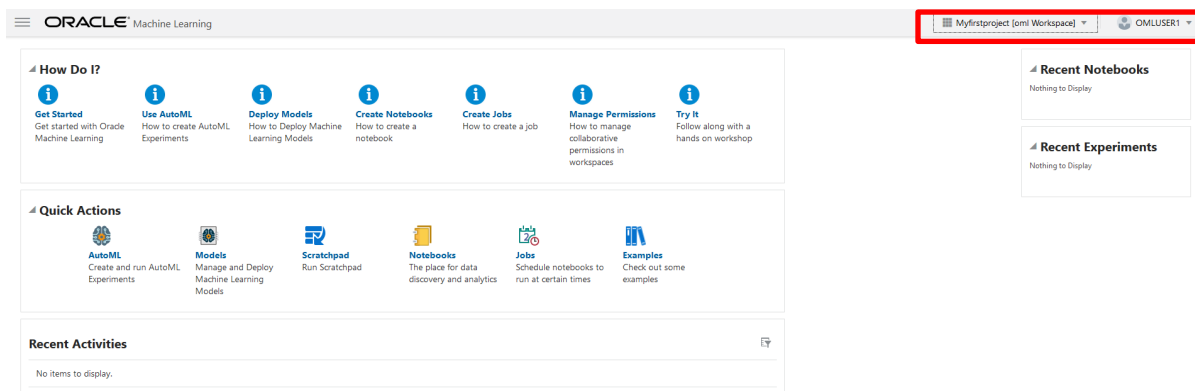 ORACLE Machine Learning
Myfirstproject [oml Workspace]
OMLUSER1
How Do I?
Get Started
Get started with Oracle
Machine Learning
Use AutoML
How to create AutoML
Experiments
Deploy Models
How to Deploy Machine
Learning Models
Create Notebooks
How to create a
notebook
Create Jobs
How to create a job
Manage Permissions
How to manage
collaborative
permissions in
workspaces
Try It
Follow along with a
hands on workshop
Recent Notebooks
Nothing to Display
Recent Experiments
Nothing to Display
Quick Actions
AutoML
Create and run AutoML
Experiments
Models
Manage and Deploy
Machine Learning
Models
Scratchpad
Run Scratchpad
Notebooks
The place for data
discovery and analytics
Jobs
Schedule notebooks to
run at certain times
Examples
Check out some
examples
Recent Activities
No items to display.